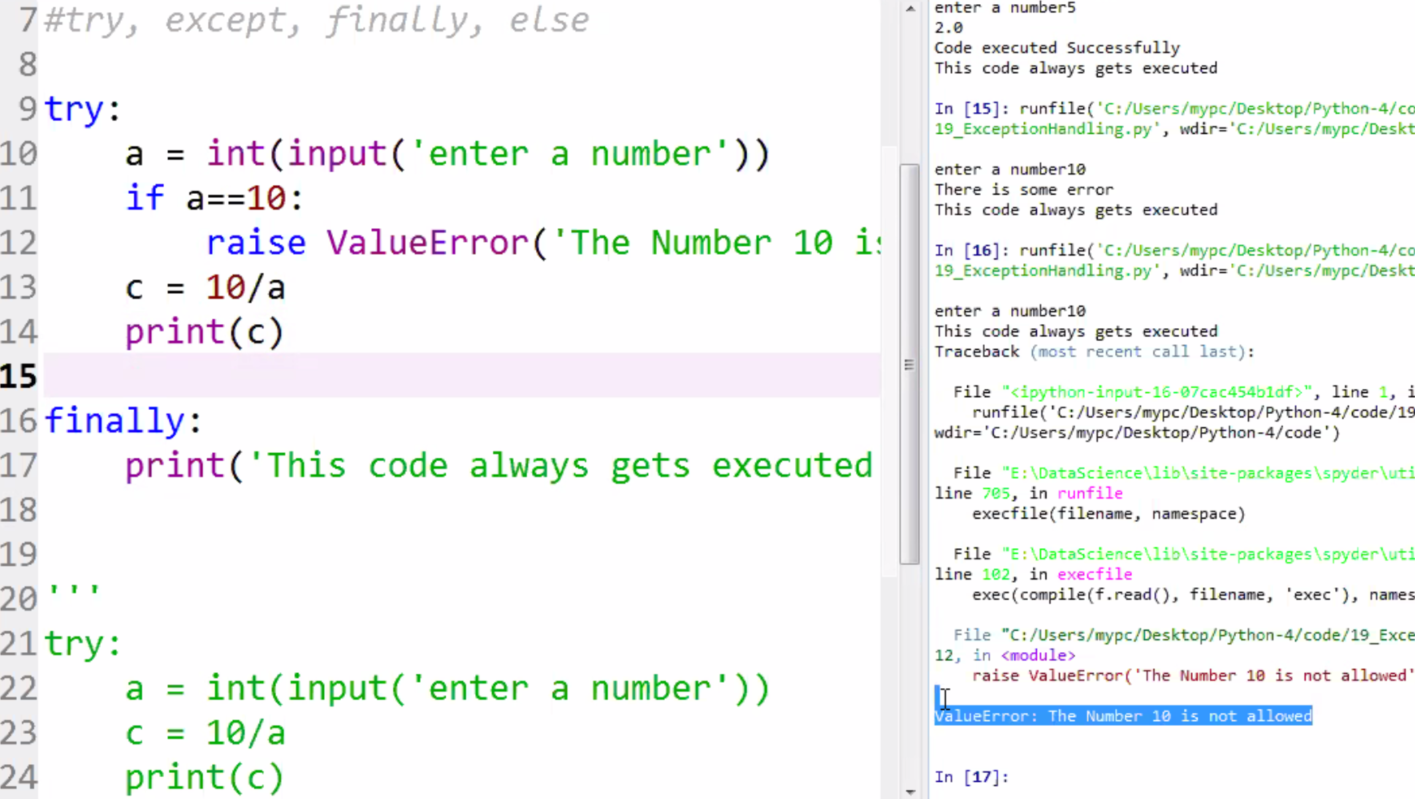 7 #try, except, finally, else
8
9 try:
10     a = int(input('enter a number'))
11     if a==10:
12         raise ValueError('The Number 10 is
13     c = 10/a
14     print(c)
15
16 finally:
17     print('This code always gets executed
18
19
20 '''
21 try:
22     a = int(input('enter a number'))
23     c = 10/a
24     print(c)
enter a number5
2.0
Code executed Successfully
This code always gets executed
In [15]: runfile('C:/Users/mypc/Desktop/Python-4/co
19_ExceptionHandling.py', wdir='C:/Users/mypc/Deskt
enter a number10
There is some error
This code always gets executed
In [16]: runfile('C:/Users/mypc/Desktop/Python-4/co
19_ExceptionHandling.py', wdir='C:/Users/mypc/Deskt
enter a number10
This code always gets executed
Traceback (most recent call last):
File "<ipython-input-16-07cac454b1df>", line 1, i
runfile('C:/Users/mypc/Desktop/Python-4/code/19
wdir='C:/Users/mypc/Desktop/Python-4/code')
File "E:\DataScience\lib\site-packages\spyder\uti
line 705, in runfile
execfile(filename, namespace)
File "E:\DataScience\lib\site-packages\spyder\uti
line 102, in execfile
exec(compile(f.read(), filename, 'exec'), names
File "C:/Users/mypc/Desktop/Python-4/code/19_Exce
12, in <module>
raise ValueError('The Number 10 is not allowed'
ValueError: The Number 10 is not allowed
In [17]: